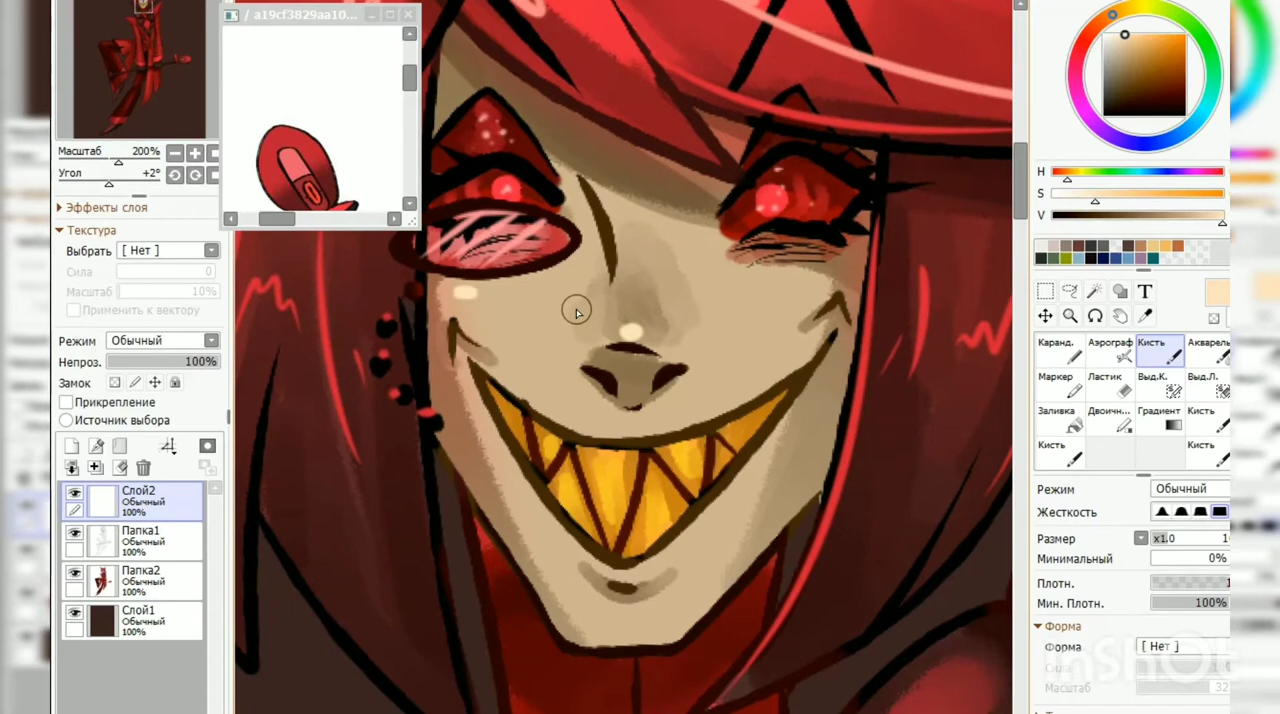 / a19cf3829aa10...
Масштаб 200%
Угол +2°
Эффекты слоя
Текстура
Выбрать [ Нет ]
Сила 0
Масштаб 10%
Применить к вектору
Режим Обычный
Непроз. 100%
Замок
Прикрепление
Источник выбора
Слой2
Обычный
100%
Папка1
Обычный
100%
Папка2
Обычный
100%
Слой1
Обычный
100%
H
S
V
T
Каранд. Аэрограф Кисть Акварель
Маркер Ластик Выд.К. Выд.Л.
Заливка Двоичн... Градиент Кисть
Кисть Кисть
Режим Обычный
Жесткость
Размер x1.0
Минимальный 0%
Плотн.
Мин. Плотн. 100%
Форма
Форма [ Нет ]
Масштаб 32
InShOt